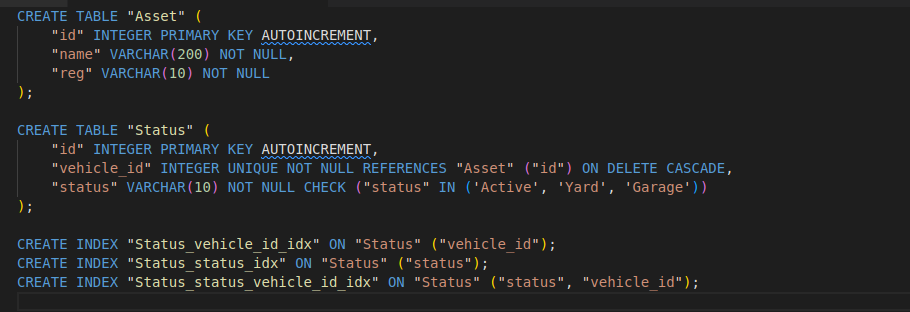 CREATE TABLE "Asset" (
    "id" INTEGER PRIMARY KEY AUTOINCREMENT,
    "name" VARCHAR(200) NOT NULL,
    "reg" VARCHAR(10) NOT NULL
);

CREATE TABLE "Status" (
    "id" INTEGER PRIMARY KEY AUTOINCREMENT,
    "vehicle_id" INTEGER UNIQUE NOT NULL REFERENCES "Asset" ("id") ON DELETE CASCADE,
    "status" VARCHAR(10) NOT NULL CHECK ("status" IN ('Active', 'Yard', 'Garage'))
);

CREATE INDEX "Status_vehicle_id_idx" ON "Status" ("vehicle_id");
CREATE INDEX "Status_status_idx" ON "Status" ("status");
CREATE INDEX "Status_status_vehicle_id_idx" ON "Status" ("status", "vehicle_id");